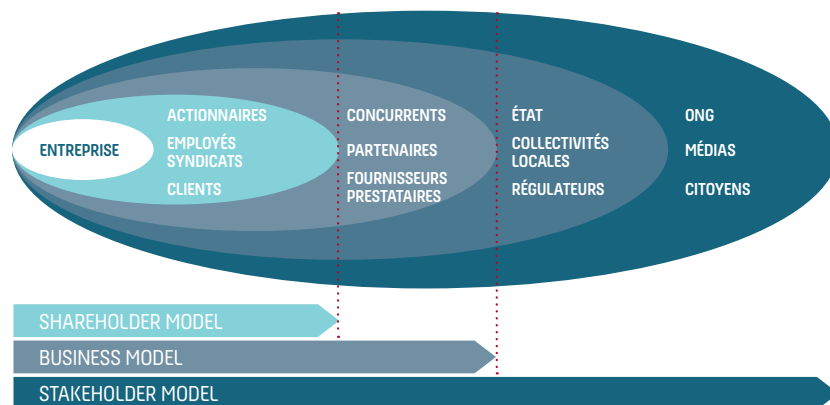 ENTREPRISE
ACTIONNAIRES
EMPLOYÉS
SYNDICATS
CLIENTS
CONCURRENTS
PARTENAIRES
FOURNISSEURS
PRESTATAIRES
ÉTAT
COLLECTIVITÉS
LOCALES
RÉGULATEURS
ONG
MÉDIAS
CITOYENS
SHAREHOLDER MODEL
BUSINESS MODEL
STAKEHOLDER MODEL